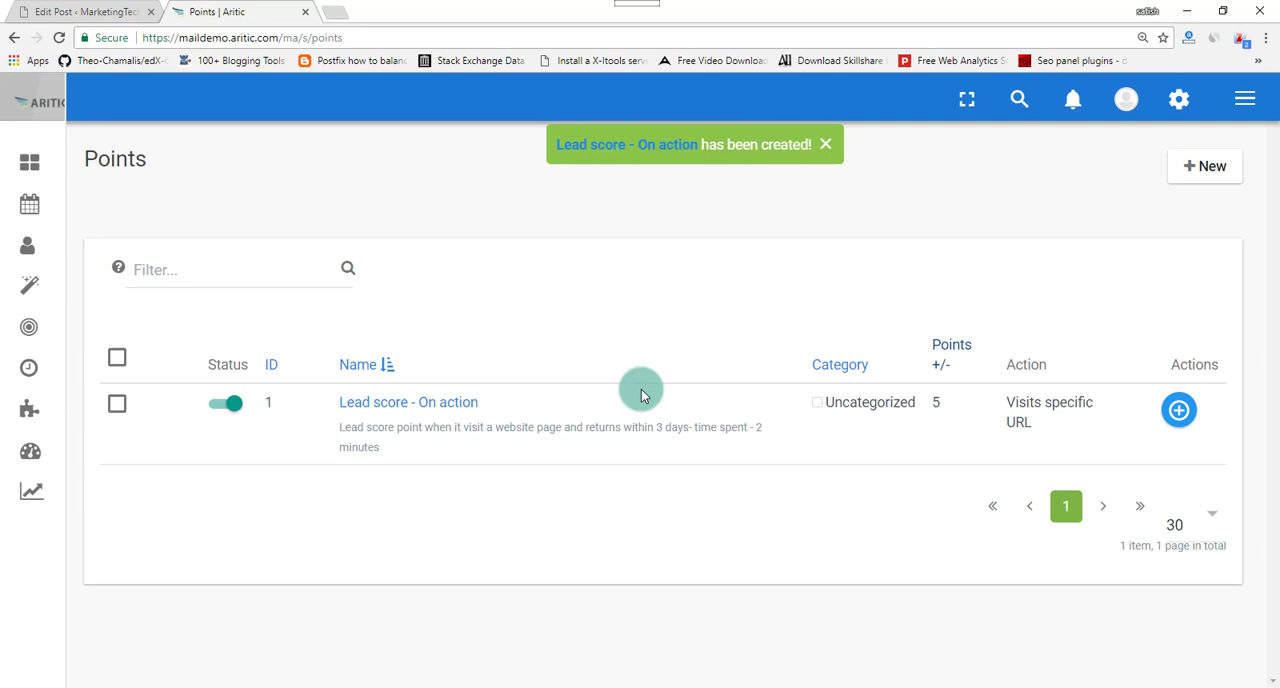 Edit Post ‹ MarketingTec
Points | Aritic
satish
Secure
https://maildemo.aritic.com/ma/s/points
Apps
Theo-Chamalis/edX-
100+ Blogging Tools
Postfix how to balanc
Stack Exchange Data
Install a X-Itools serv
Free Video Download
Download Skillshare
Free Web Analytics S
Seo panel plugins - d
»
ARITIC
Points
Lead score - On action has been created!
New
Filter...
Status
ID
Name
Category
Points
+/-
Action
Actions
1
Lead score - On action
Uncategorized
5
Visits specific
URL
Lead score point when it visit a website page and returns within 3 days- time spent - 2
minutes
« ‹ 1 › »
30
1 item, 1 page in total